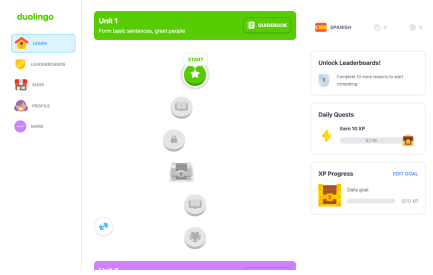 duolingo
LEARN
LEADERBOARDS
SHOP
PROFILE
MORE
Unit 1
Form basic sentences, greet people
GUIDEBOOK
START
SPANISH
0
0
Unlock Leaderboards!
Complete 10 more lessons to start
competing
Daily Quests
Earn 10 XP
0 / 10
XP Progress
EDIT GOAL
Daily goal
0/10 XP